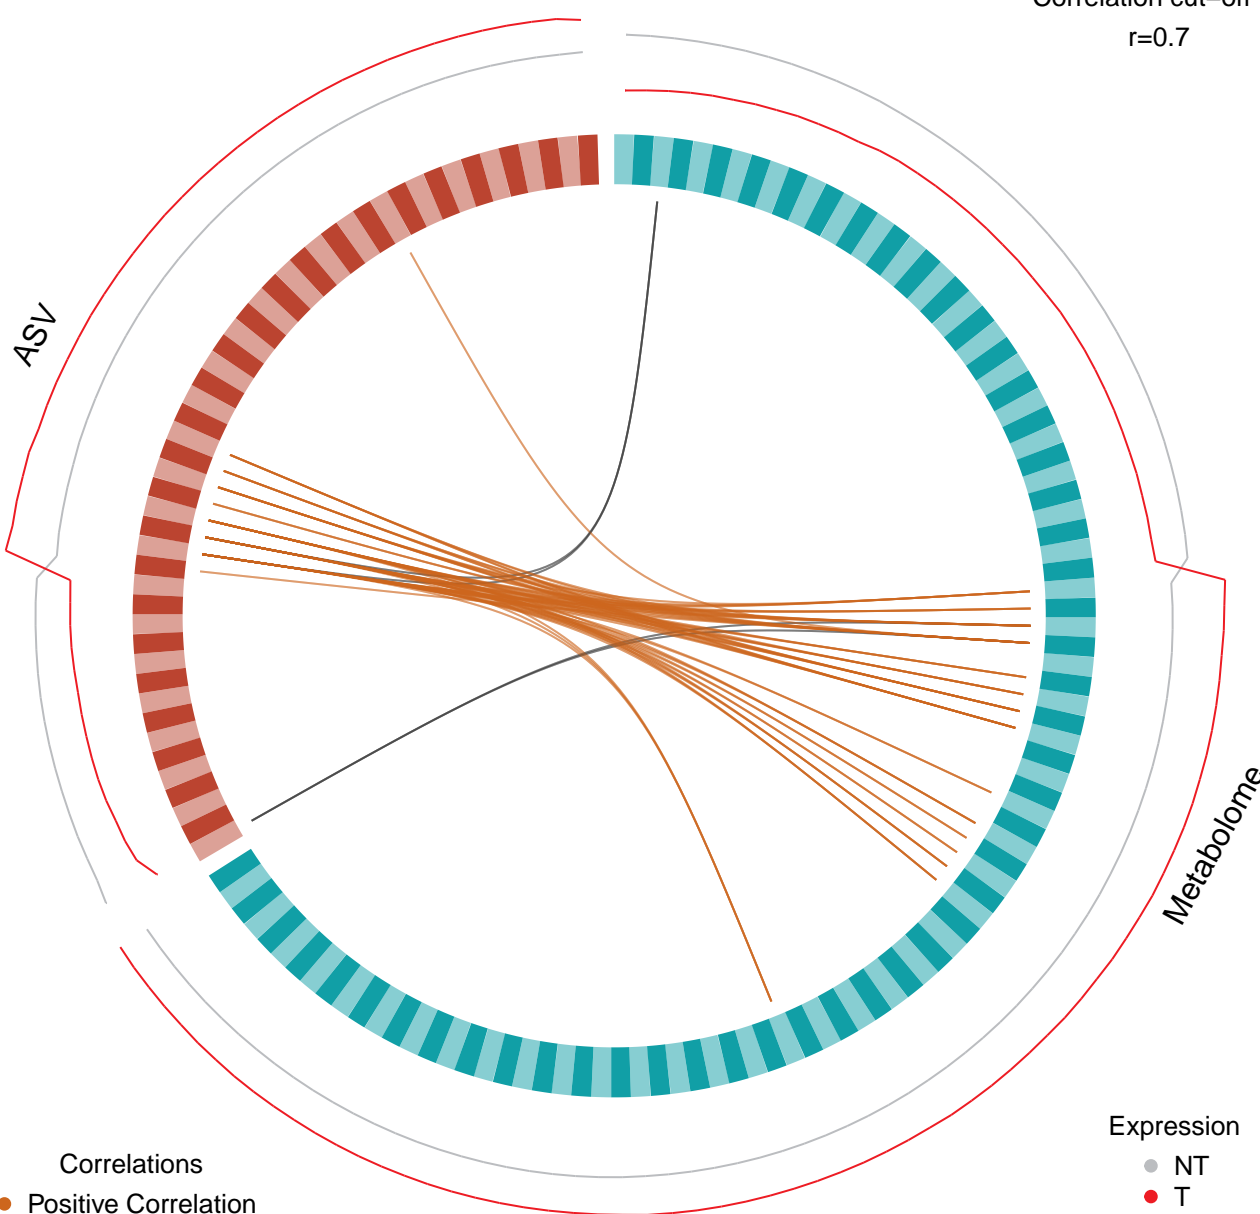 r=0.7
ASV
Metabolome
Expression
NT
T
Correlations
Positive Correlation